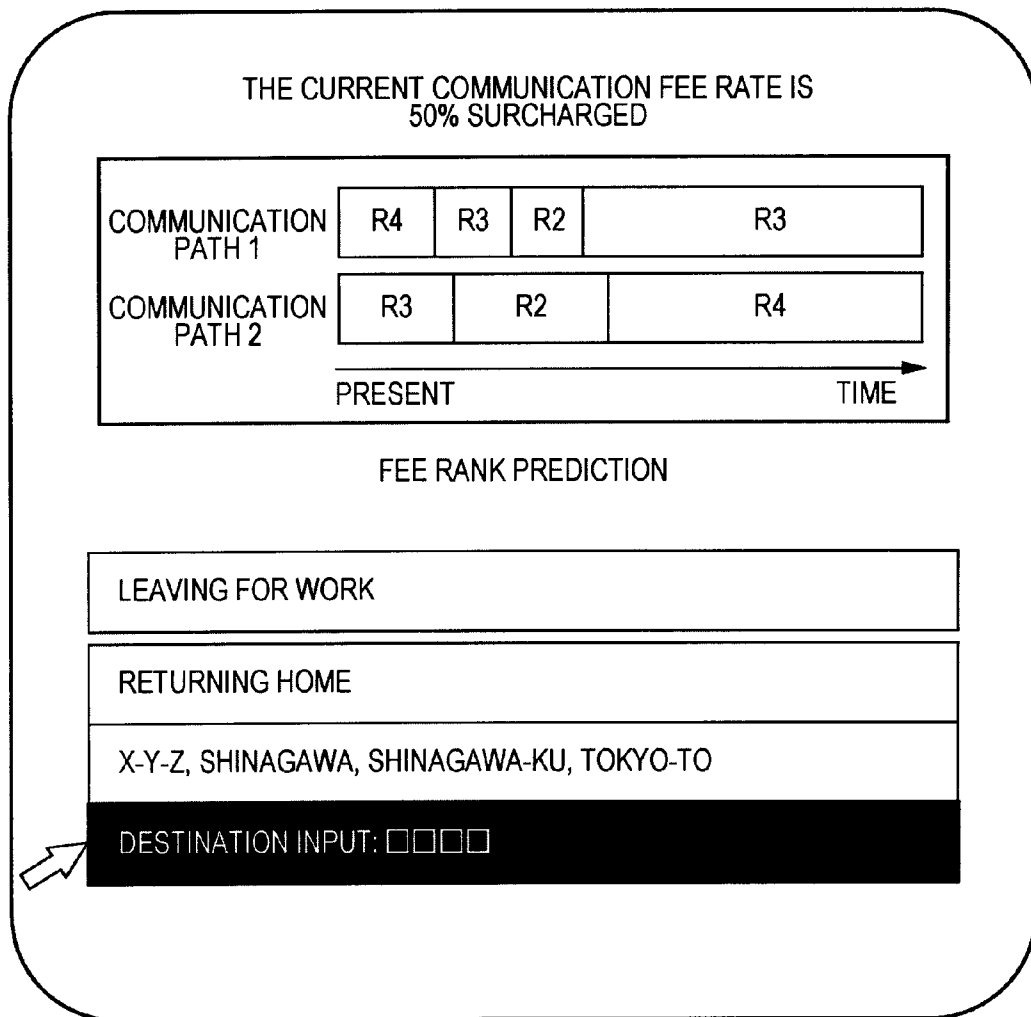 THE CURRENT COMMUNICATION FEE RATE IS
50% SURCHARGED
COMMUNICATION
PATH 1
R4 R3 R2 R3
COMMUNICATION
PATH 2
R3 R2 R4
PRESENT TIME
FEE RANK PREDICTION
LEAVING FOR WORK
RETURNING HOME
X-Y-Z, SHINAGAWA, SHINAGAWA-KU, TOKYO-TO
DESTINATION INPUT: □□□□